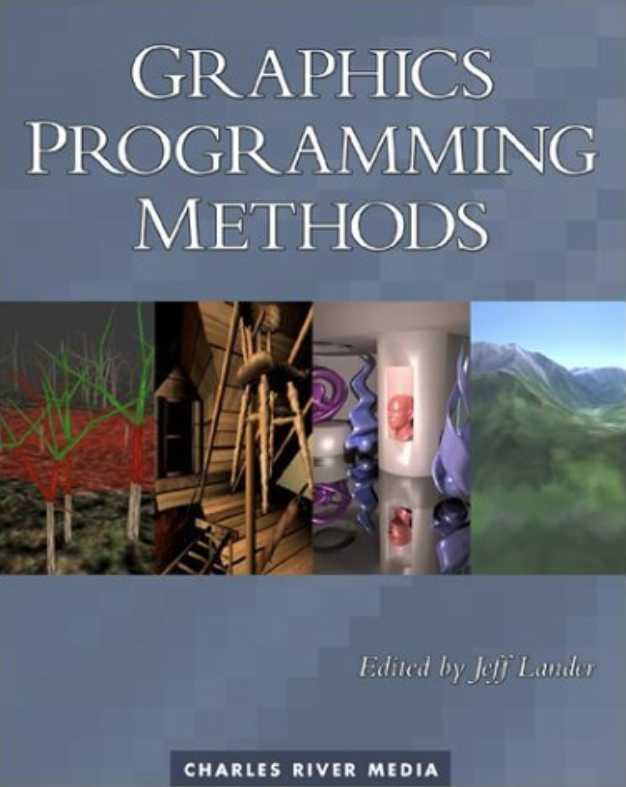 GRAPHICS
PROGRAMMING
METHODS
Edited by Jeff Lander
CHARLES RIVER MEDIA